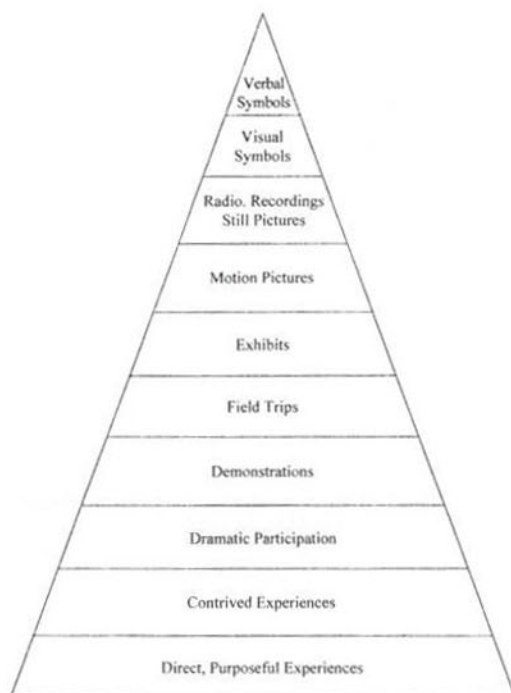 Verbal
Symbols
Visual
Symbols
Radio. Recordings
Still Pictures
Motion Pictures
Exhibits
Field Trips
Demonstrations
Dramatic Participation
Contrived Experiences
Direct, Purposeful Experiences